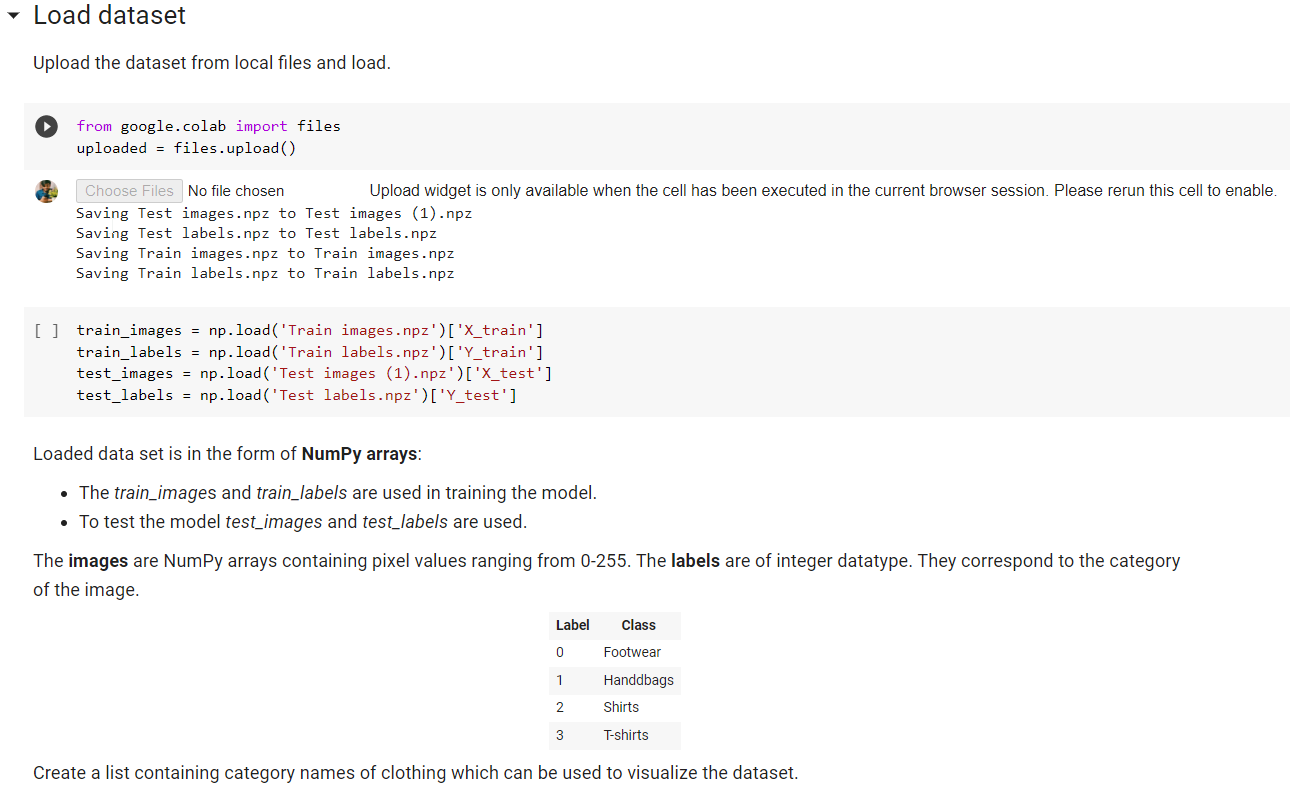 Load dataset
Upload the dataset from local files and load.
from google.colab import files
uploaded = files.upload()
Choose Files No file chosen Upload widget is only available when the cell has been executed in the current browser session. Please rerun this cell to enable.
Saving Test images.npz to Test images (1).npz
Saving Test labels.npz to Test labels.npz
Saving Train images.npz to Train images.npz
Saving Train labels.npz to Train labels.npz
[ ] train_images = np.load('Train images.npz')['X_train']
train_labels = np.load('Train labels.npz')['Y_train']
test_images = np.load('Test images (1).npz')['X_test']
test_labels = np.load('Test labels.npz')['Y_test']
Loaded data set is in the form of NumPy arrays:
• The train_images and train_labels are used in training the model.
• To test the model test_images and test_labels are used.
The images are NumPy arrays containing pixel values ranging from 0-255. The labels are of integer datatype. They correspond to the category
of the image.
Label Class
0 Footwear
1 Handdbags
2 Shirts
3 T-shirts
Create a list containing category names of clothing which can be used to visualize the dataset.